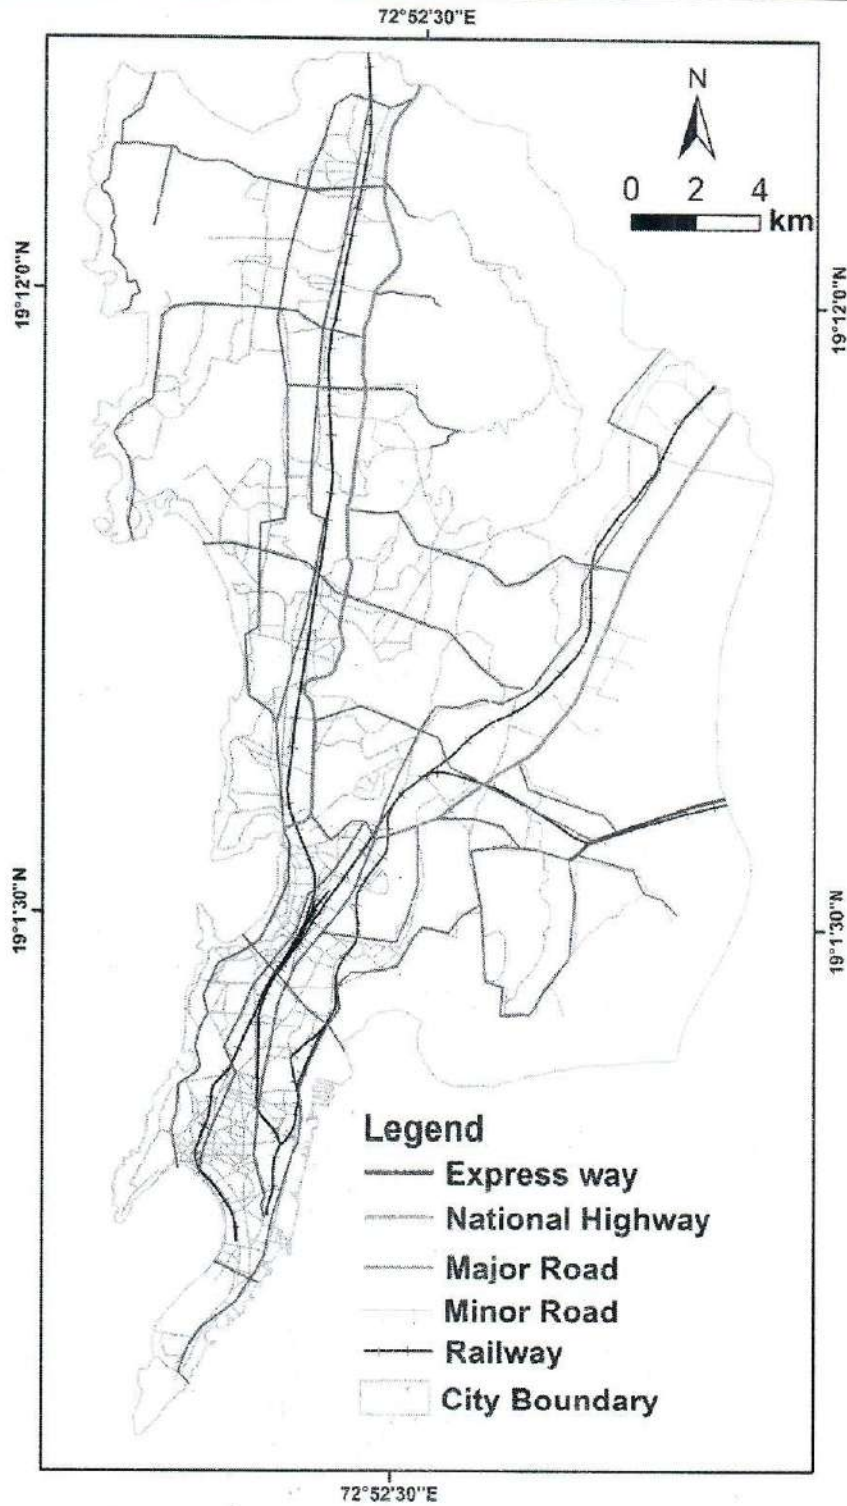 72°52'30"E
N
0 2 4
km
19°12'0"N
19°12'0"N
19°1'30"N
19°1'30"N
Legend
Express way
National Highway
Major Road
Minor Road
Railway
City Boundary
72°52'30"E